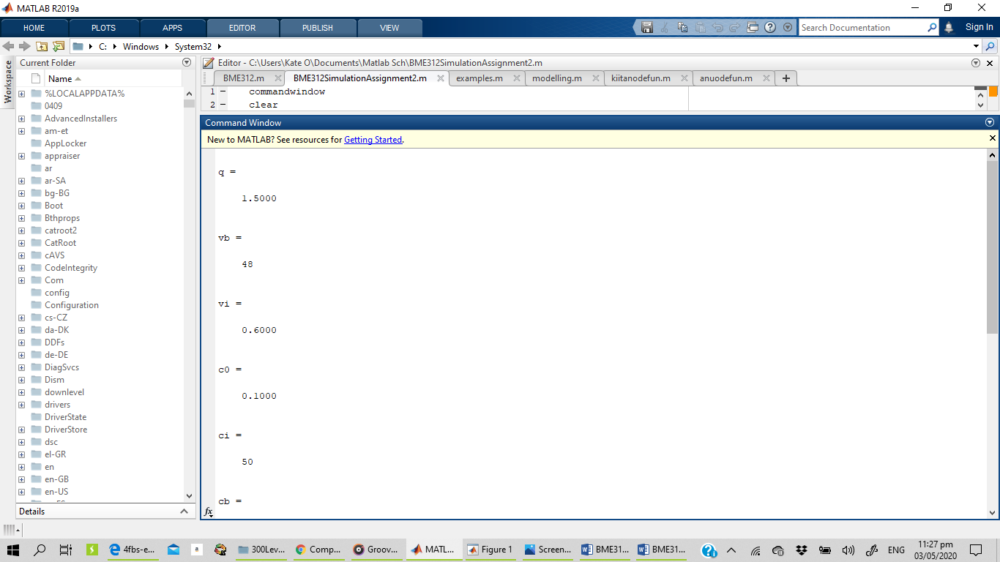 MATLAB R2019a
HOME PLOTS APPS EDITOR PUBLISH VIEW Search Documentation Sign In
C: Windows System32
Workspace
Current Folder
Name
%LOCALAPPDATA%
0409
AdvancedInstallers
am-et
AppLocker
appraiser
ar
ar-SA
bg-BG
Boot
Bthprops
catroot2
CatRoot
cAVS
CodeIntegrity
Com
config
Configuration
cs-CZ
da-DK
DDFs
de-DE
DiagSvcs
Dism
downlevel
drivers
DriverState
DriverStore
dsc
el-GR
en
en-GB
en-US
Details
Editor - C:\Users\Kate O\Documents\Matlab Sch\BME312SimulationAssignment2.m
BME312.m BME312SimulationAssignment2.m examples.m modelling.m kiitanodefun.m anuodefun.m
1 - commandwindow
2 - clear
Command Window
New to MATLAB? See resources for Getting Started.
q =
1.5000
vb =
48
vi =
0.6000
c0 =
0.1000
ci =
50
cb =
fx
4fbs-e... a 300Lev... Comp... Groov... MATL... Figure 1 Screen... BME31... BME31... ENG 11:27 pm
03/05/2020